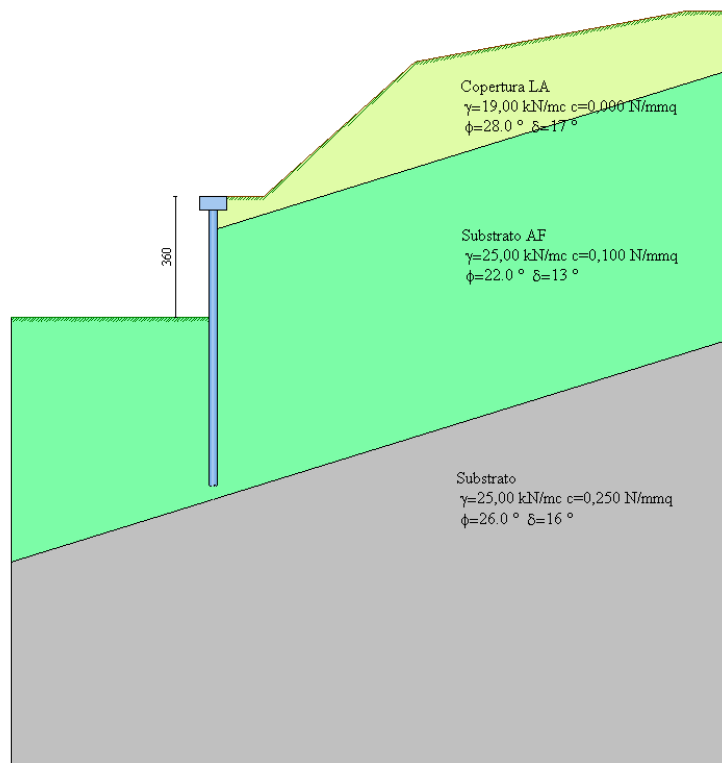 Copertura LA
γ=19,00 kN/mc c=0,000 N/mmq
ϕ=28.0 ° δ=17 °
360
Substrato AF
γ=25,00 kN/mc c=0,100 N/mmq
ϕ=22.0 ° δ=13 °
Substrato
γ=25,00 kN/mc c=0,250 N/mmq
ϕ=26.0 ° δ=16 °